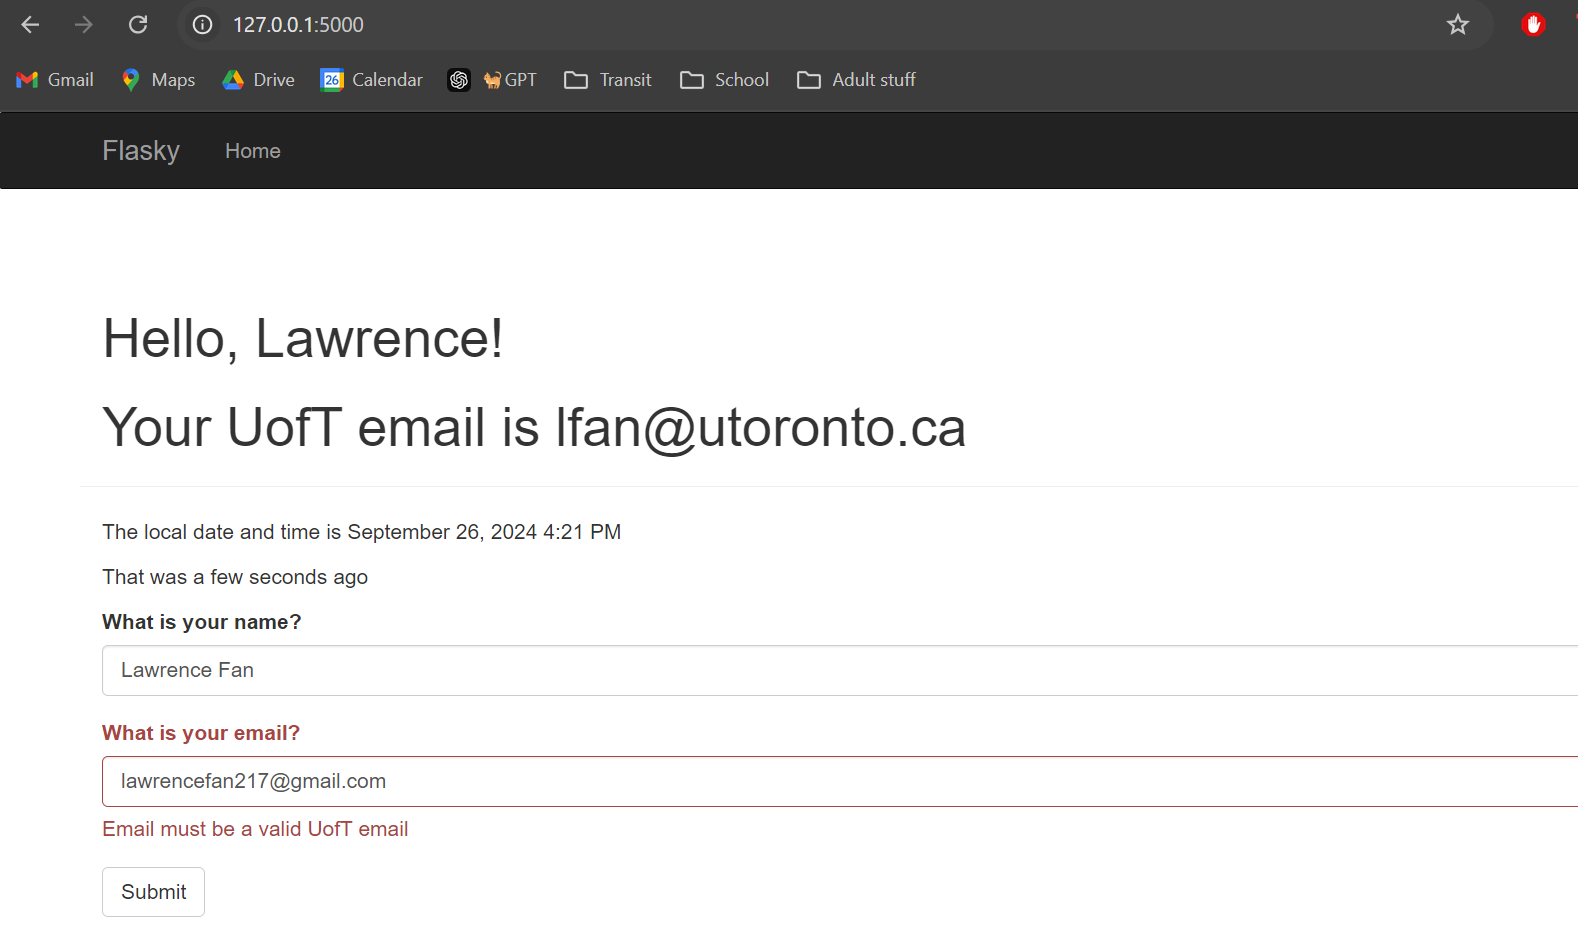 127.0.0.1:5000
Gmail Maps Drive 26 Calendar GPT Transit School Adult stuff
Flasky Home
Hello, Lawrence!
Your UofT email is lfan@utoronto.ca
The local date and time is September 26, 2024 4:21 PM
That was a few seconds ago
What is your name?
Lawrence Fan
What is your email?
lawrencefan217@gmail.com
Email must be a valid UofT email
Submit